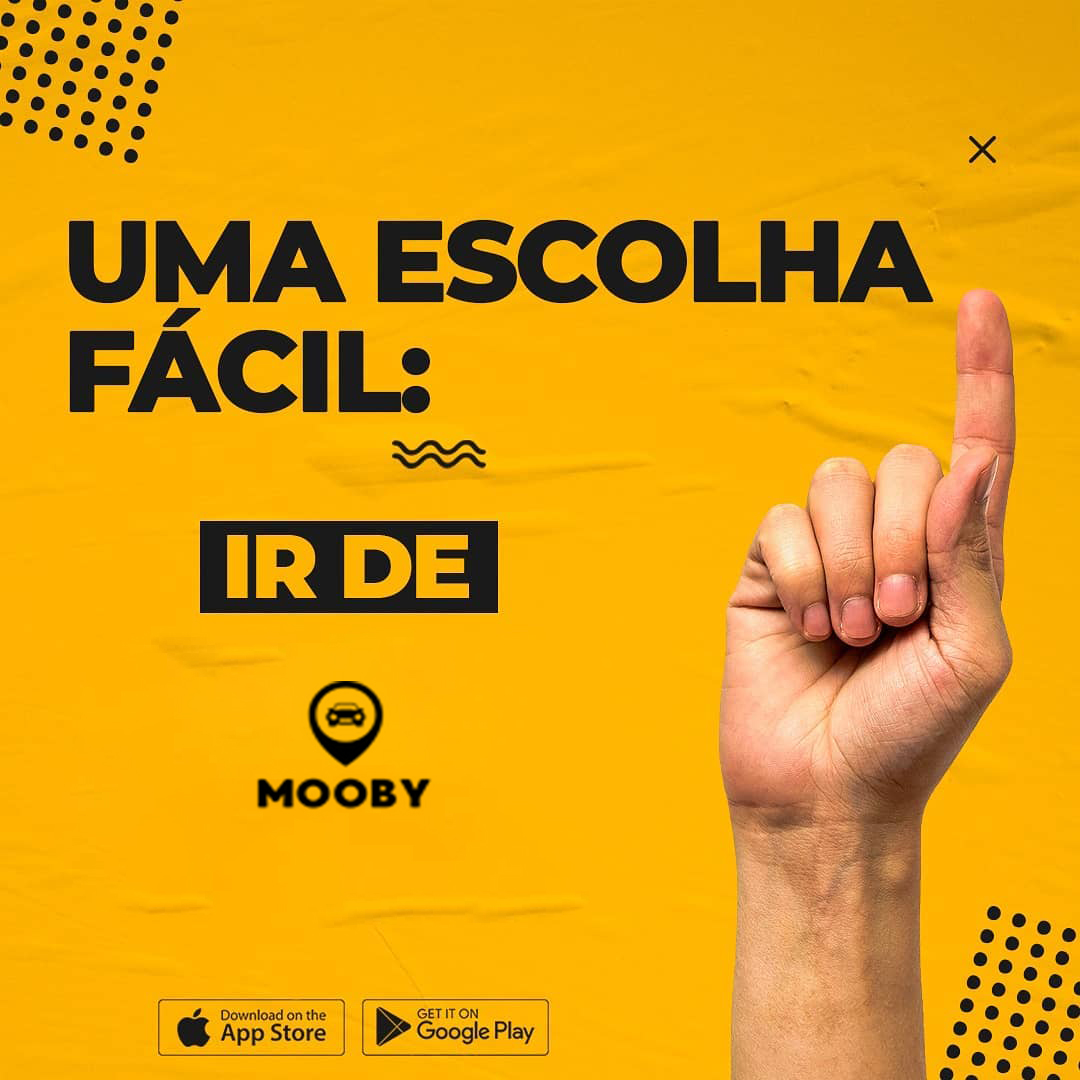 UMA ESCOLHA
FÁCIL:
IR DE
MOOBY
Download on the
App Store
GET IT ON
Google Play